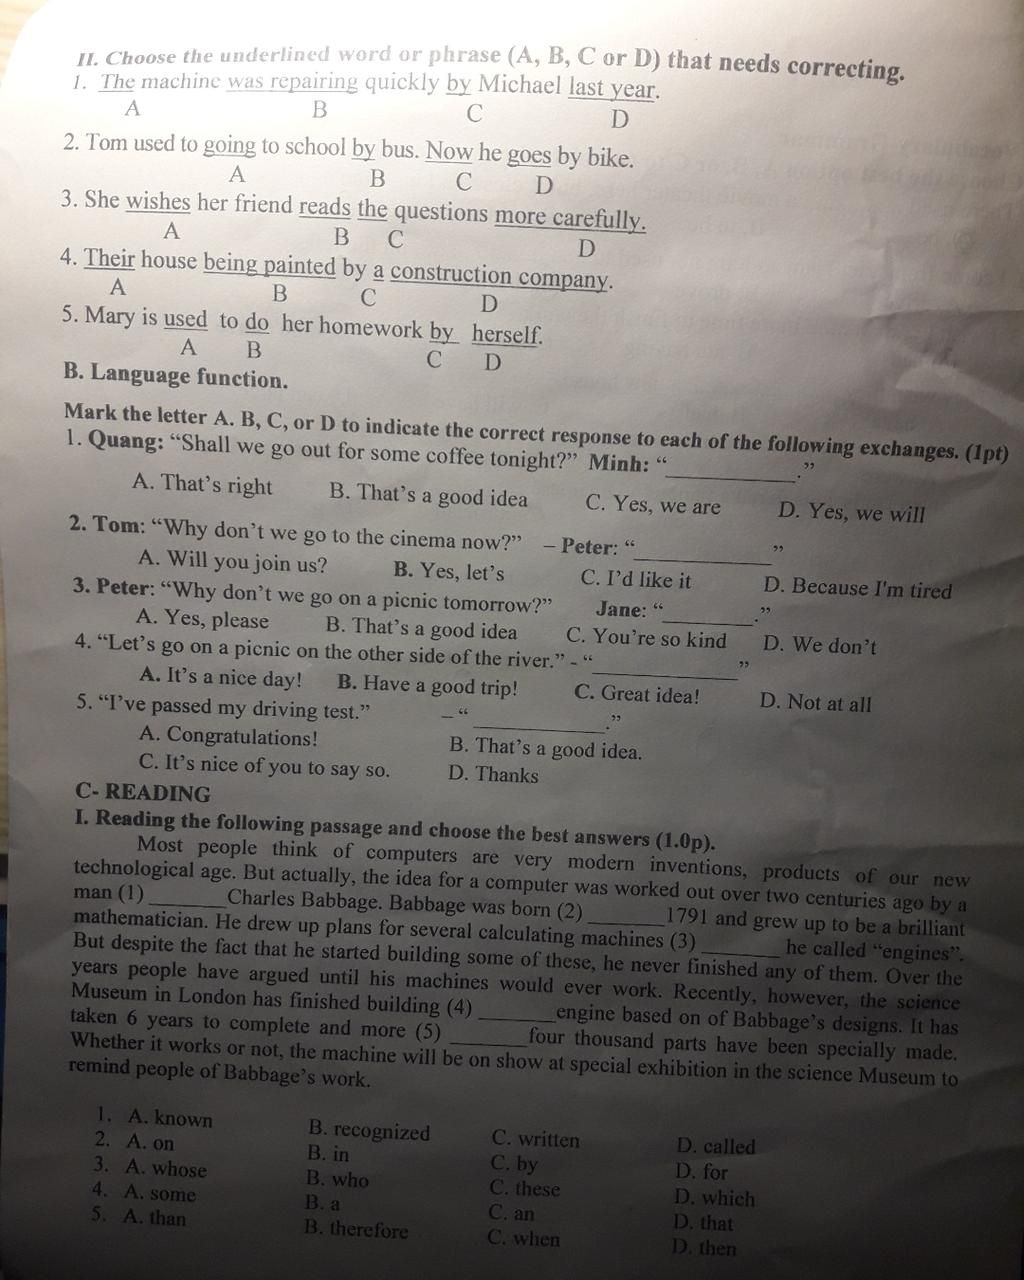 II. Choose the underlined word or phrase (A, B, C or D) that needs correcting.
1. The machine was repairing quickly by Michael last year.
A B C D
2. Tom used to going to school by bus. Now he goes by bike.
A B C D
3. She wishes her friend reads the questions more carefully.
A B C D
4. Their house being painted by a construction company.
A B C D
5. Mary is used to do her homework by herself.
A B C D
B. Language function.
Mark the letter A. B, C, or D to indicate the correct response to each of the following exchanges. (1pt)
1. Quang: “Shall we go out for some coffee tonight?” Minh: “__________.”
A. That’s right B. That’s a good idea C. Yes, we are D. Yes, we will
2. Tom: “Why don’t we go to the cinema now?” – Peter: “__________”
A. Will you join us? B. Yes, let’s C. I’d like it D. Because I'm tired
3. Peter: “Why don’t we go on a picnic tomorrow?” Jane: “__________.”
A. Yes, please B. That’s a good idea C. You’re so kind D. We don’t
4. “Let’s go on a picnic on the other side of the river.” - “__________”
A. It’s a nice day! B. Have a good trip! C. Great idea! D. Not at all
5. “I’ve passed my driving test.” – “__________.”
A. Congratulations! B. That’s a good idea.
C. It’s nice of you to say so. D. Thanks
C- READING
I. Reading the following passage and choose the best answers (1.0p).
Most people think of computers are very modern inventions, products of our new
technological age. But actually, the idea for a computer was worked out over two centuries ago by a
man (1) _______ Charles Babbage. Babbage was born (2) _______ 1791 and grew up to be a brilliant
mathematician. He drew up plans for several calculating machines (3) _______ he called “engines”.
But despite the fact that he started building some of these, he never finished any of them. Over the
years people have argued until his machines would ever work. Recently, however, the science
Museum in London has finished building (4) _______ engine based on of Babbage’s designs. It has
taken 6 years to complete and more (5) _______ four thousand parts have been specially made.
Whether it works or not, the machine will be on show at special exhibition in the science Museum to
remind people of Babbage’s work.
1. A. known B. recognized C. written D. called
2. A. on B. in C. by D. for
3. A. whose B. who C. these D. which
4. A. some B. a C. an D. that
5. A. than B. therefore C. when D. then